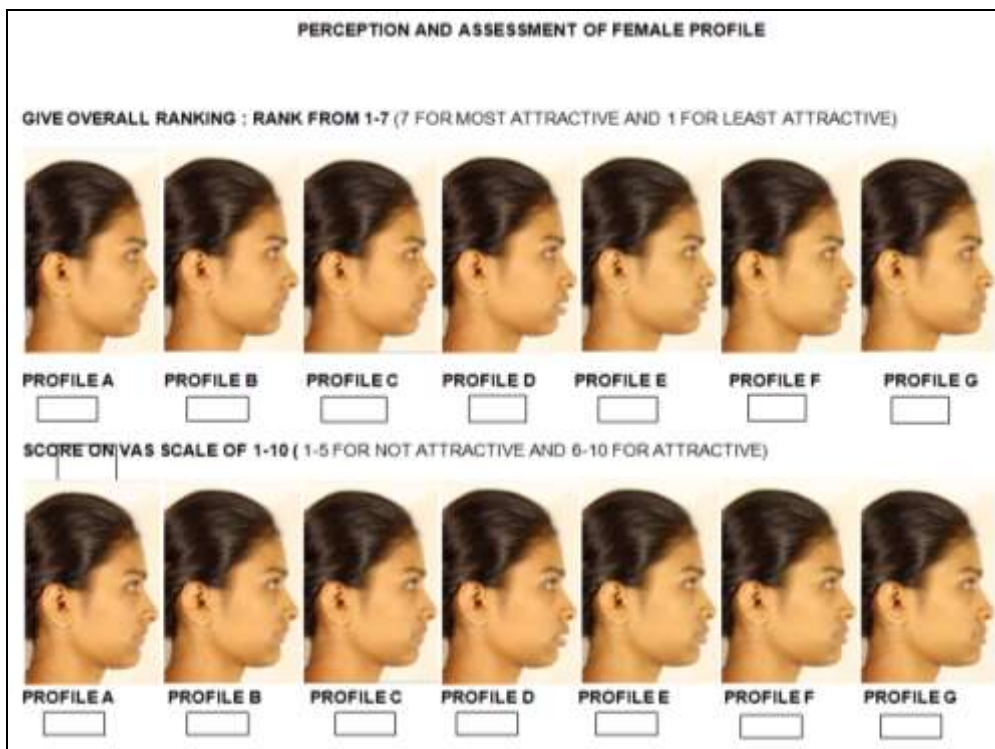 PERCEPTION AND ASSESSMENT OF FEMALE PROFILE
GIVE OVERALL RANKING : RANK FROM 1-7 (7 FOR MOST ATTRACTIVE AND 1 FOR LEAST ATTRACTIVE)
PROFILE A PROFILE B PROFILE C PROFILE D PROFILE E PROFILE F PROFILE G
SCORE ON VAS SCALE OF 1-10 ( 1-5 FOR NOT ATTRACTIVE AND 6-10 FOR ATTRACTIVE)
PROFILE A PROFILE B PROFILE C PROFILE D PROFILE E PROFILE F PROFILE G